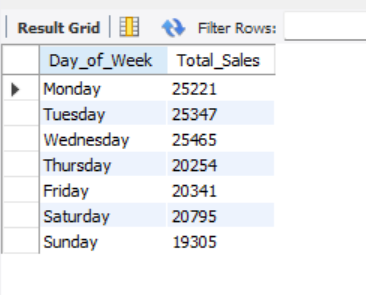 Result Grid Filter Rows:
Day_of_Week Total_Sales
Monday 25221
Tuesday 25347
Wednesday 25465
Thursday 20254
Friday 20341
Saturday 20795
Sunday 19305